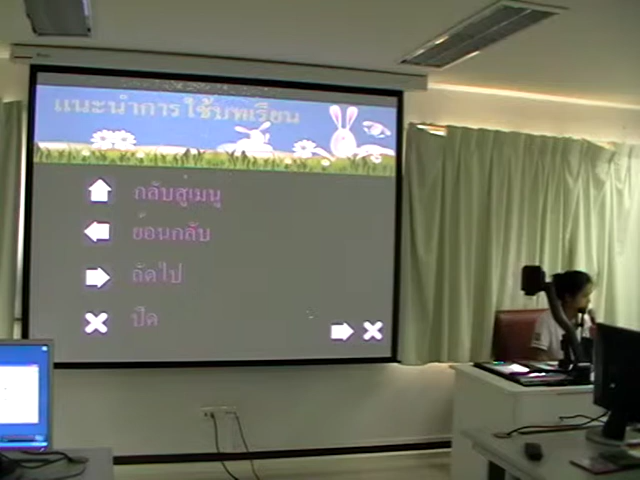 แนะนำการใช้บทเรียน
กลับสู่เมนู
ย้อนกลับ
ถัดไป
ปิด